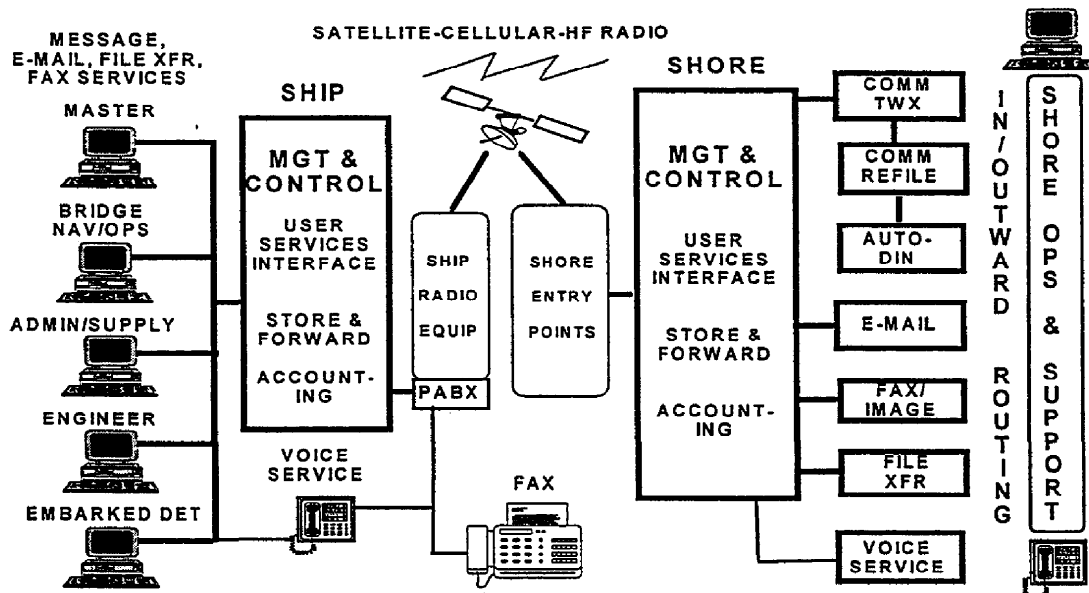 MESSAGE,
E-MAIL, FILE XFR,
FAX SERVICES
MASTER
BRIDGE
NAV/OPS
ADMIN/SUPPLY
ENGINEER
EMBARKED DET
SHIP
MGT &
CONTROL
USER
SERVICES
INTERFACE
STORE &
FORWARD
ACCOUNT-
ING
VOICE
SERVICE
SATELLITE-CELLULAR-HF RADIO
SHIP
RADIO
EQUIP
PABX
FAX
SHORE
ENTRY
POINTS
SHORE
MGT &
CONTROL
USER
SERVICES
INTERFACE
STORE &
FORWARD
ACCOUNT-
ING
COMM
TWX
COMM
REFILE
AUTO-
DIN
E-MAIL
FAX/
IMAGE
FILE
XFR
VOICE
SERVICE
IN/OUTWARD ROUTING
SHORE OPS & SUPPORT